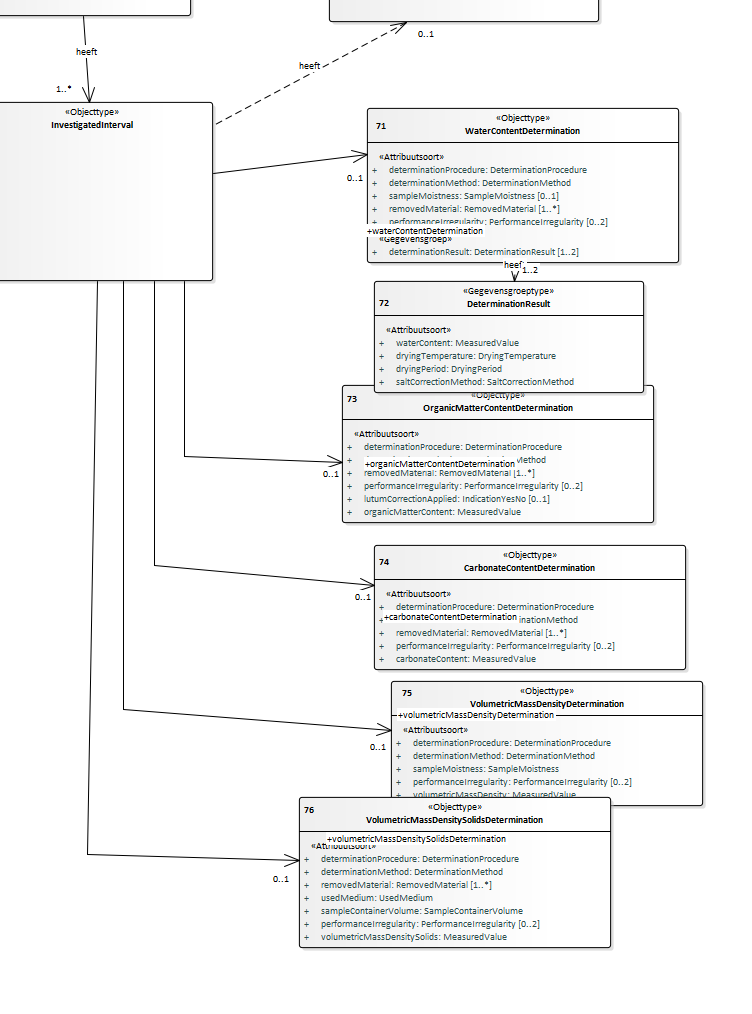 heeft
0..1
heeft
1..*
«Objecttype»
InvestigatedInterval
71
«Objecttype»
WaterContentDetermination
«Attribuutsoort»
+ determinationProcedure: DeterminationProcedure
+ determinationMethod: DeterminationMethod
+ sampleMoistness: SampleMoistness [0..1]
+ removedMaterial: RemovedMaterial [1..*]
+ performanceIrregularity: PerformanceIrregularity [0..2]
+waterContentDetermination
«Gegevensgroep»
+ determinationResult: DeterminationResult [1..2]
0..1
heeft
1..2
72
«Gegevensgroeptype»
DeterminationResult
«Attribuutsoort»
+ waterContent: MeasuredValue
+ dryingTemperature: DryingTemperature
+ dryingPeriod: DryingPeriod
+ saltCorrectionMethod: SaltCorrectionMethod
73
«Objecttype»
OrganicMatterContentDetermination
«Attribuutsoort»
+ determinationProcedure: DeterminationProcedure
+ Method
+organicMatterContentDetermination
+ removedMaterial: RemovedMaterial [1..*]
+ performanceIrregularity: PerformanceIrregularity [0..2]
+ lutumCorrectionApplied: IndicationYesNo [0..1]
+ organicMatterContent: MeasuredValue
0..1
74
«Objecttype»
CarbonateContentDetermination
«Attribuutsoort»
+ determinationProcedure: DeterminationProcedure
+carbonateContentDetermination
+ inationMethod
+ removedMaterial: RemovedMaterial [1..*]
+ performanceIrregularity: PerformanceIrregularity [0..2]
+ carbonateContent: MeasuredValue
0..1
75
«Objecttype»
VolumetricMassDensityDetermination
+volumetricMassDensityDetermination
«Attribuutsoort»
+ determinationProcedure: DeterminationProcedure
+ determinationMethod: DeterminationMethod
+ sampleMoistness: SampleMoistness
+ performanceIrregularity: PerformanceIrregularity [0..2]
+ volumetricMassDensity: MeasuredValue
0..1
76
«Objecttype»
VolumetricMassDensitySolidsDetermination
+volumetricMassDensitySolidsDetermination
«Attribuutsoort»
+ determinationProcedure: DeterminationProcedure
+ determinationMethod: DeterminationMethod
+ removedMaterial: RemovedMaterial [1..*]
+ usedMedium: UsedMedium
+ sampleContainerVolume: SampleContainerVolume
+ performanceIrregularity: PerformanceIrregularity [0..2]
+ volumetricMassDensitySolids: MeasuredValue
0..1